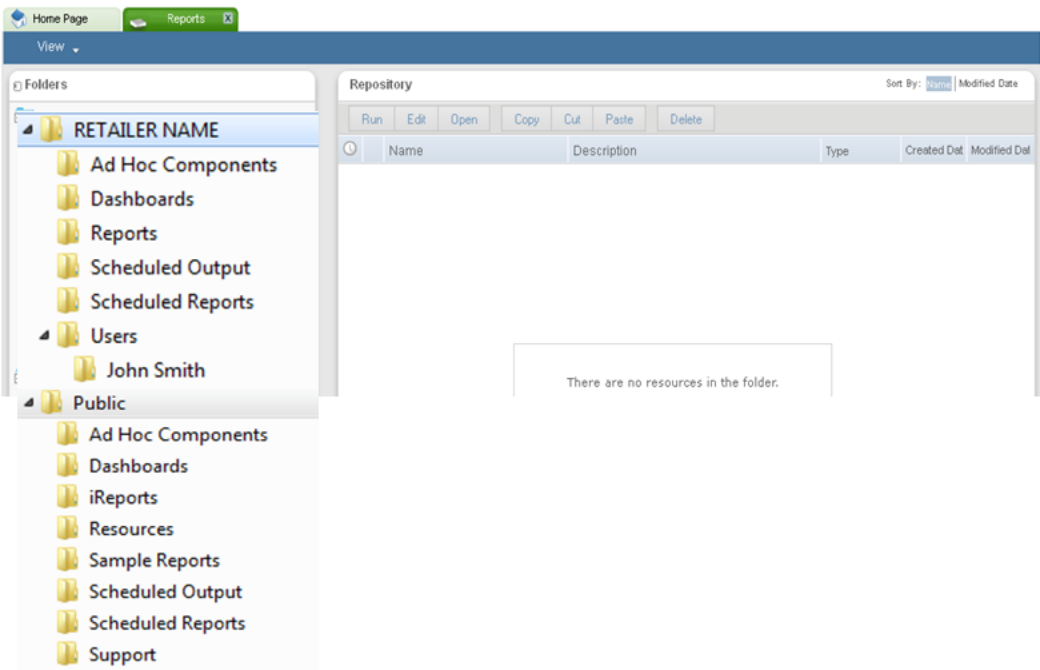 Home Page
Reports
View
Folders
Repository
Sort By: Name | Modified Date
Run Edit Open Copy Cut Paste Delete
Name Description Type Created Dat Modified Dat
There are no resources in the folder.
RETAILER NAME
Ad Hoc Components
Dashboards
Reports
Scheduled Output
Scheduled Reports
Users
John Smith
Public
Ad Hoc Components
Dashboards
iReports
Resources
Sample Reports
Scheduled Output
Scheduled Reports
Support